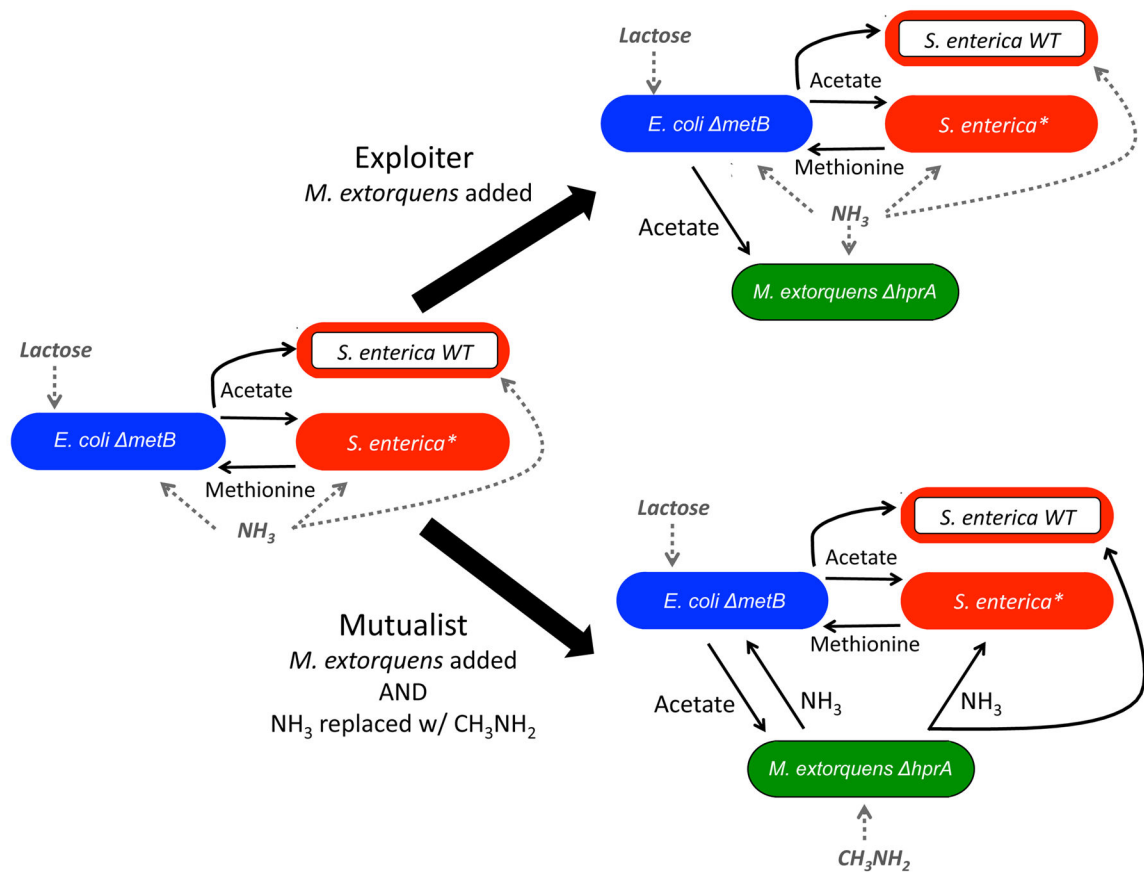 Lactose
S. enterica WT
Acetate
E. coli ΔmetB
S. enterica*
Methionine
NH3
Acetate
M. extorquens ΔhprA
Exploiter
M. extorquens added
Lactose
S. enterica WT
Acetate
E. coli ΔmetB
S. enterica*
Methionine
NH3
Mutualist
M. extorquens added
AND
NH3 replaced w/ CH3NH2
Lactose
S. enterica WT
Acetate
E. coli ΔmetB
S. enterica*
Methionine
Acetate
NH3
NH3
M. extorquens ΔhprA
CH3NH2